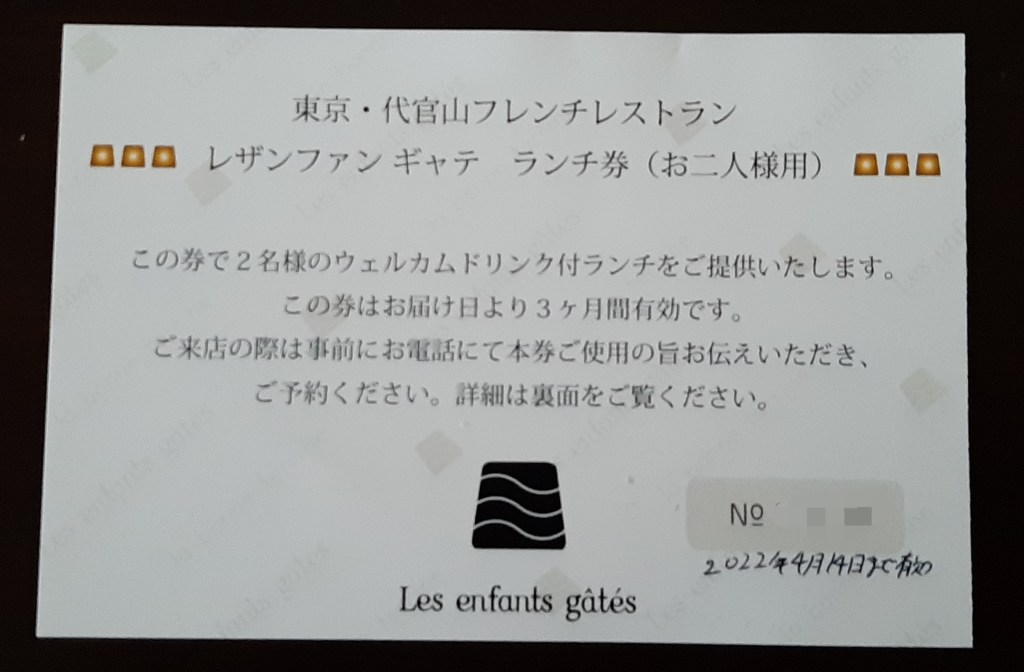 東京・代官山フレンチレストラン
レザンファン ギャテ　ランチ券（お二人様用）
この券で２名様のウェルカムドリンク付ランチをご提供いたします。
この券はお届け日より３ヶ月間有効です。
ご来店の際は事前にお電話にて本券ご使用の旨お伝えいただき、
ご予約ください。詳細は裏面をご覧ください。
Nº
2022年4月14日まで有効
Les enfants gâtés